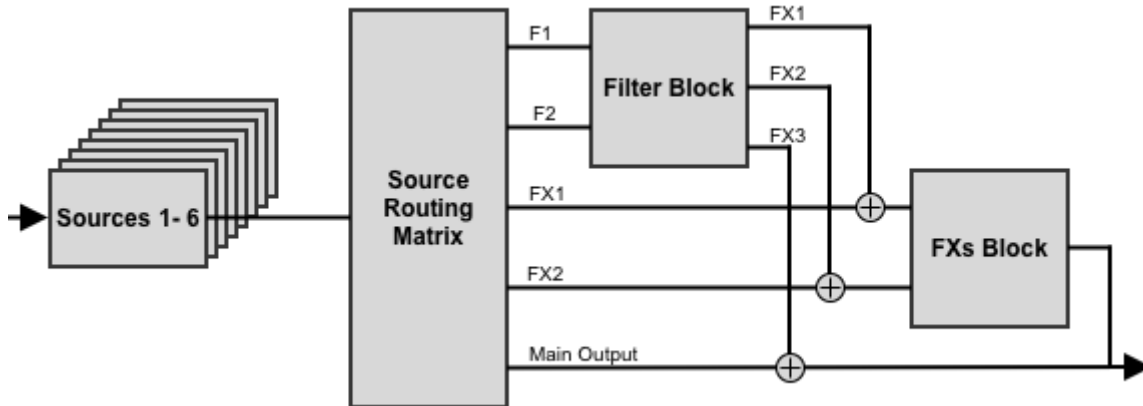 FX1
F1
Filter Block
FX2
F2
FX3
Sources 1- 6
Source
Routing
Matrix
FX1
FXs Block
FX2
Main Output